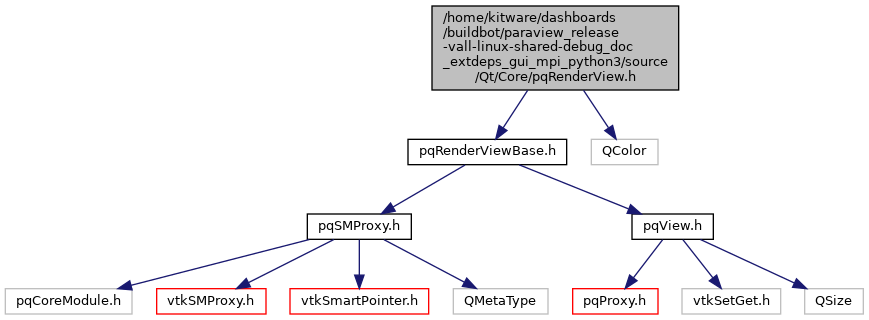 /home/kitware/dashboards
/buildbot/paraview_release
-vall-linux-shared-debug_doc
_extdeps_gui_mpi_python3/source
/Qt/Core/pqRenderView.h
pqRenderViewBase.h
QColor
pqSMProxy.h
pqView.h
pqCoreModule.h
vtkSMProxy.h
vtkSmartPointer.h
QMetaType
pqProxy.h
vtkSetGet.h
QSize